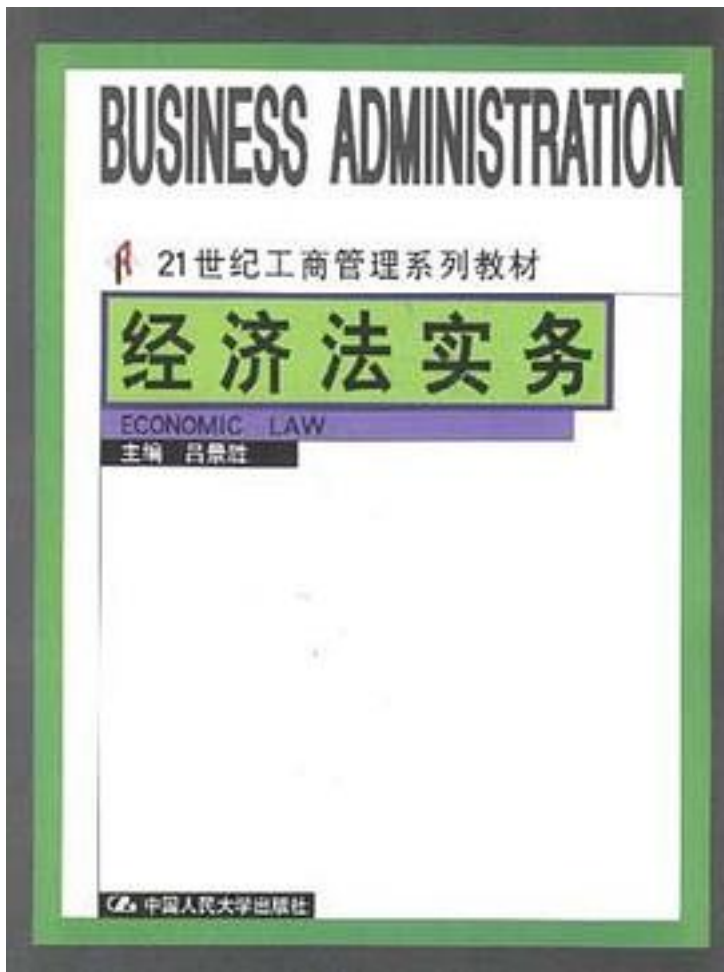 BUSINESS ADMINISTRATION
21世纪工商管理系列教材
经济法实务
ECONOMIC LAW
主编 吕景胜
中国人民大学出版社